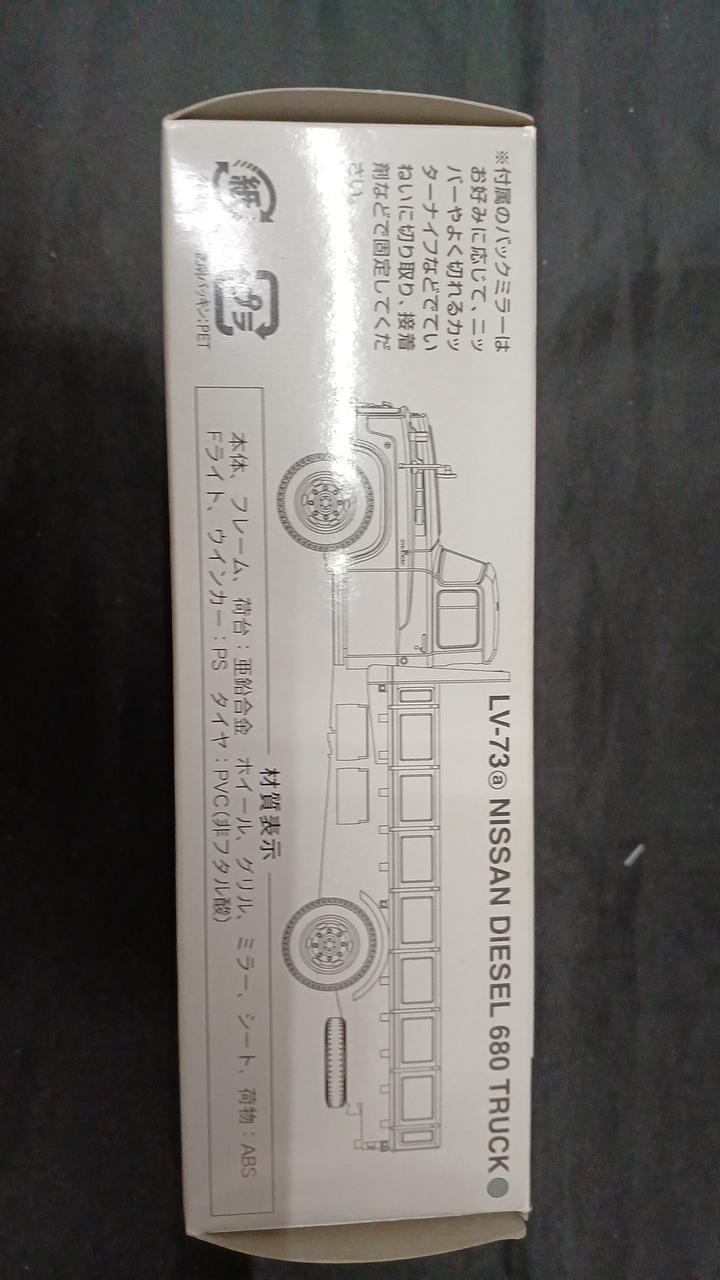 ※付属のバックミラーは
お好みに応じて、ニッ
パーやよく切れるカッ
ターナイフなどでてい
ねいに切り取り、接着
剤などで固定してくだ
さい。
紙
プラ
PET
LV-73ⓐ NISSAN DIESEL 680 TRUCK
材質表示
本体、フレーム、荷台：亜鉛合金 ホイール、グリル、ミラー、シート、荷物：ABS
Fライト、ウインカー：PS タイヤ：PVC(非フタル酸)